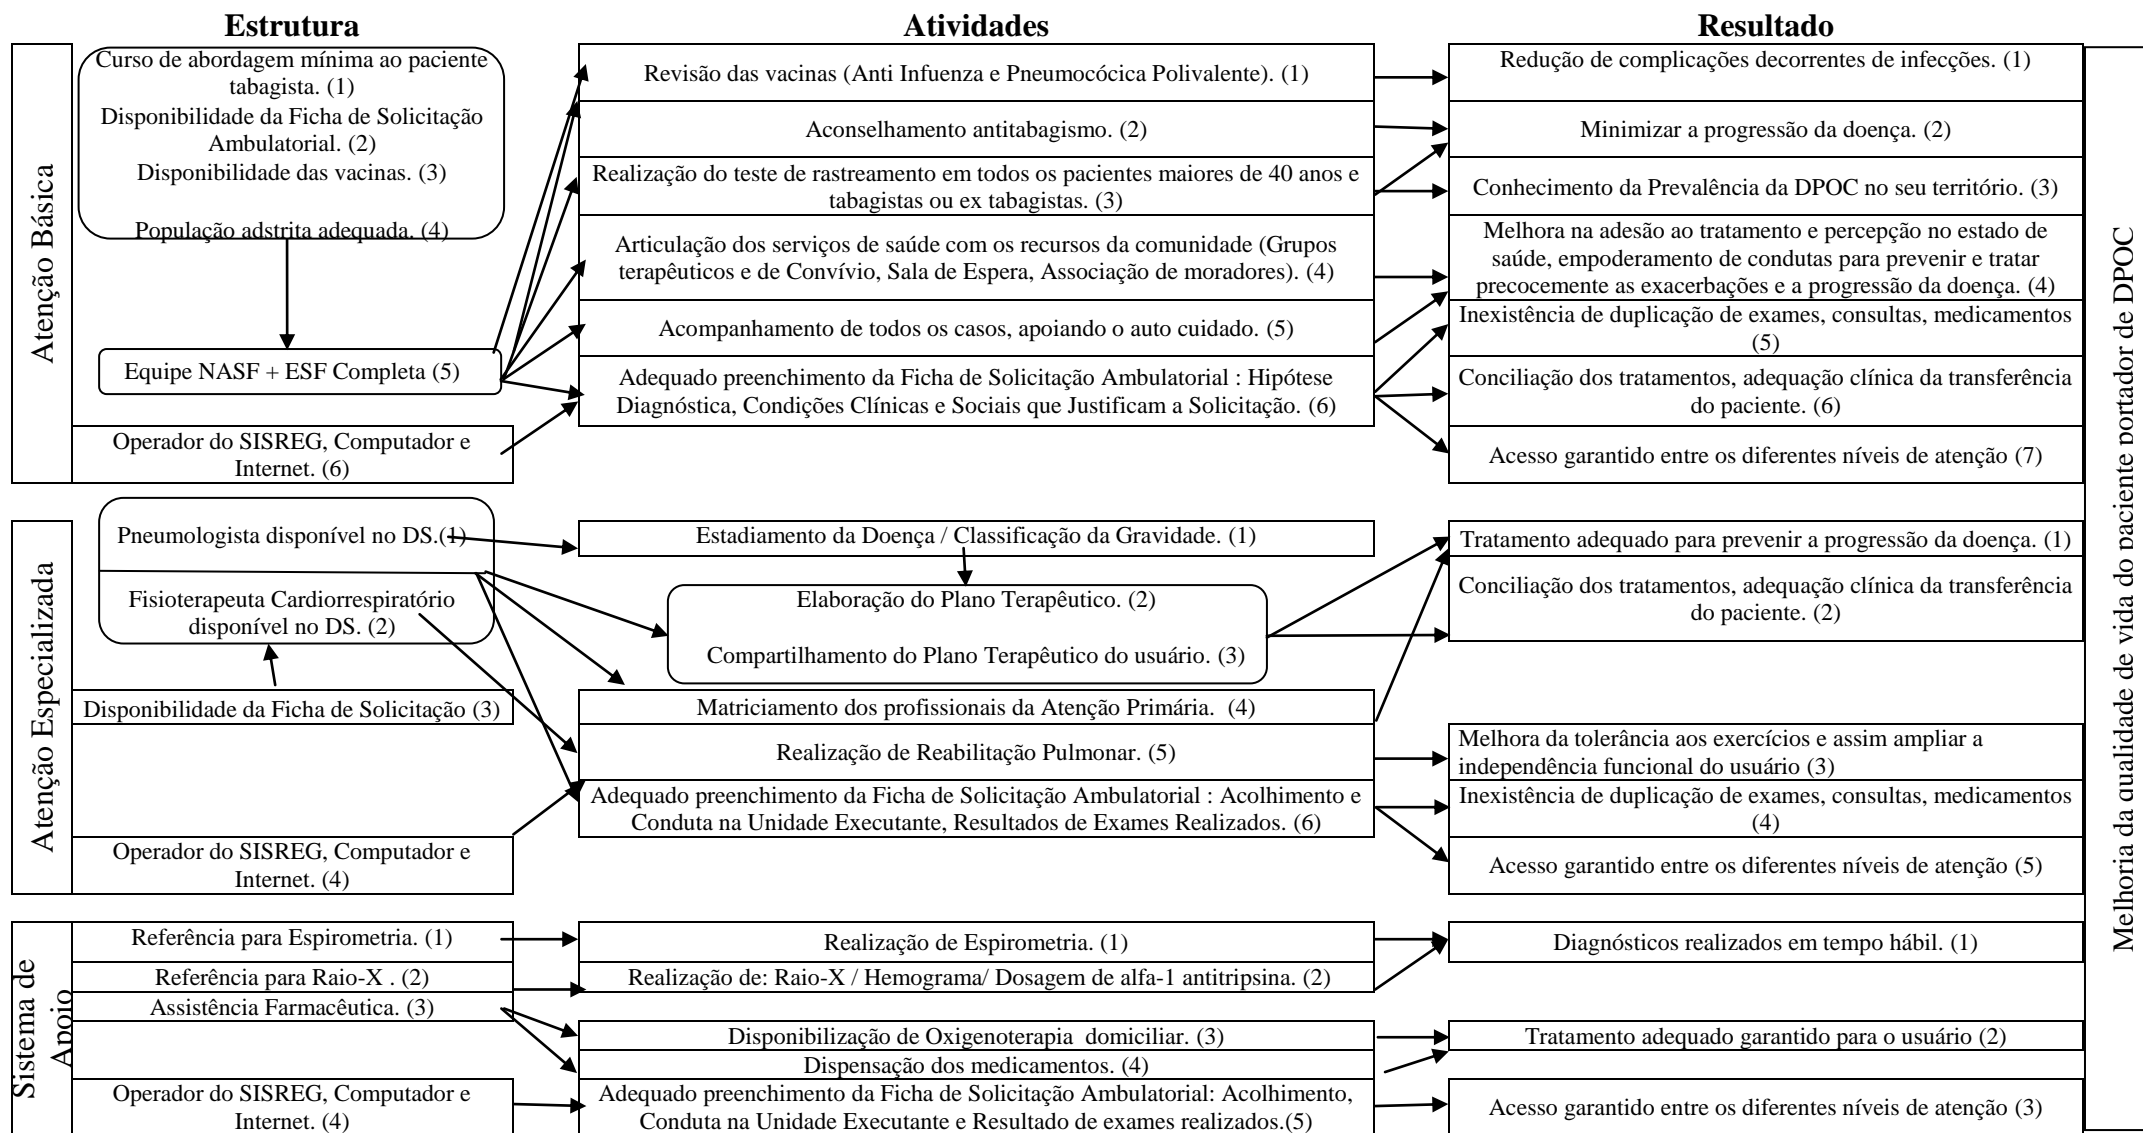 Estrutura
Atividades
Resultado
Atenção Básica
Curso de abordagem mínima ao paciente
tabagista. (1)
Disponibilidade da Ficha de Solicitação
Ambulatorial. (2)
Disponibilidade das vacinas. (3)
População adstrita adequada. (4)
Equipe NASF + ESF Completa (5)
Operador do SISREG, Computador e
Internet. (6)
Revisão das vacinas (Anti Infuenza e Pneumocócica Polivalente). (1)
Aconselhamento antitabagismo. (2)
Realização do teste de rastreamento em todos os pacientes maiores de 40 anos e
tabagistas ou ex tabagistas. (3)
Articulação dos serviços de saúde com os recursos da comunidade (Grupos
terapêuticos e de Convívio, Sala de Espera, Associação de moradores). (4)
Acompanhamento de todos os casos, apoiando o auto cuidado. (5)
Adequado preenchimento da Ficha de Solicitação Ambulatorial : Hipótese
Diagnóstica, Condições Clínicas e Sociais que Justificam a Solicitação. (6)
Redução de complicações decorrentes de infecções. (1)
Minimizar a progressão da doença. (2)
Conhecimento da Prevalência da DPOC no seu território. (3)
Melhora na adesão ao tratamento e percepção no estado de
saúde, empoderamento de condutas para prevenir e tratar
precocemente as exacerbações e a progressão da doença. (4)
Inexistência de duplicação de exames, consultas, medicamentos
(5)
Conciliação dos tratamentos, adequação clínica da transferência
do paciente. (6)
Acesso garantido entre os diferentes níveis de atenção (7)
Atenção Especializada
Pneumologista disponível no DS.(1)
Fisioterapeuta Cardiorrespiratório
disponível no DS. (2)
Disponibilidade da Ficha de Solicitação (3)
Operador do SISREG, Computador e
Internet. (4)
Estadiamento da Doença / Classificação da Gravidade. (1)
Elaboração do Plano Terapêutico. (2)
Compartilhamento do Plano Terapêutico do usuário. (3)
Matriciamento dos profissionais da Atenção Primária. (4)
Realização de Reabilitação Pulmonar. (5)
Adequado preenchimento da Ficha de Solicitação Ambulatorial : Acolhimento e
Conduta na Unidade Executante, Resultados de Exames Realizados. (6)
Tratamento adequado para prevenir a progressão da doença. (1)
Conciliação dos tratamentos, adequação clínica da transferência
do paciente. (2)
Melhora da tolerância aos exercícios e assim ampliar a
independência funcional do usuário (3)
Inexistência de duplicação de exames, consultas, medicamentos
(4)
Acesso garantido entre os diferentes níveis de atenção (5)
Sistema de
Apoio
Referência para Espirometria. (1)
Referência para Raio-X . (2)
Assistência Farmacêutica. (3)
Operador do SISREG, Computador e
Internet. (4)
Realização de Espirometria. (1)
Realização de: Raio-X / Hemograma/ Dosagem de alfa-1 antitripsina. (2)
Disponibilização de Oxigenoterapia domiciliar. (3)
Dispensação dos medicamentos. (4)
Adequado preenchimento da Ficha de Solicitação Ambulatorial: Acolhimento,
Conduta na Unidade Executante e Resultado de exames realizados.(5)
Diagnósticos realizados em tempo hábil. (1)
Tratamento adequado garantido para o usuário (2)
Acesso garantido entre os diferentes níveis de atenção (3)
Melhoria da qualidade de vida do paciente portador de DPOC